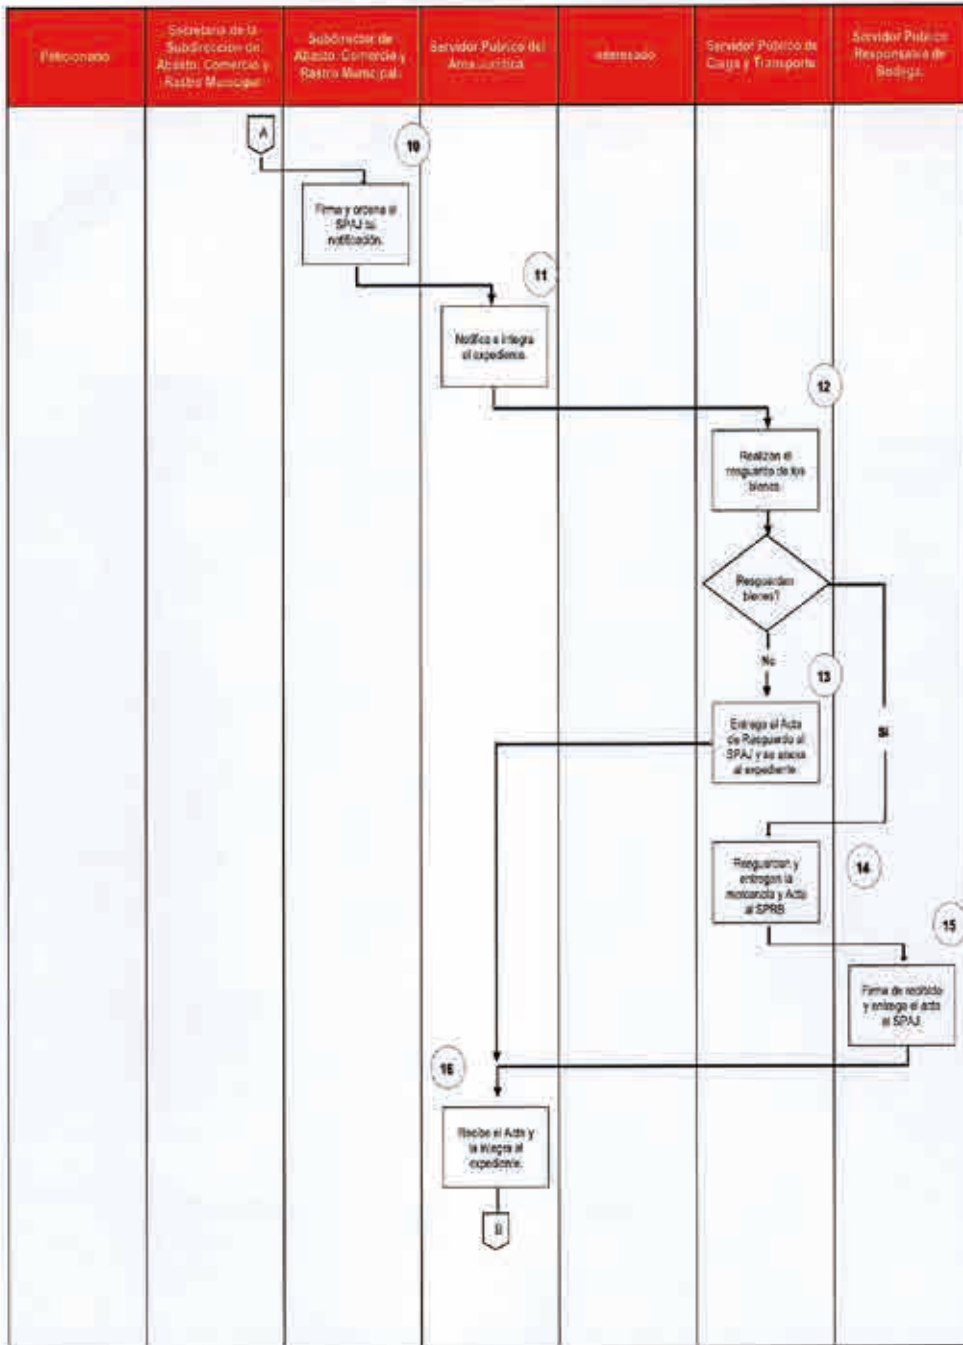 Peticionado
Secretaria de la
Subdirección de
Abasto, Comercio y
Rastro Municipal
Subdirector de
Abasto, Comercio y
Rastro Municipal.
Servidor Público del
Área Jurídica
Servidor Público de
Carga y Transporte
Servidor Público
Responsable de
Bodega.
A
10
Firma y ordena al
SPAJ su
notificación.
11
Notifica e integra
el expediente.
12
Realizan el
resguardo de los
bienes.
Resguardan
bienes?
No
13
Entrega el Acta
de Resguardo al
SPAJ y se anexa
al expediente.
Si
Resguardan y
entregan la
mercancía y Acta
al SPRB
14
15
Firma de recibido
y entrega el acta
al SPAJ
16
Recibe el Acta y
la integra al
expediente.
B